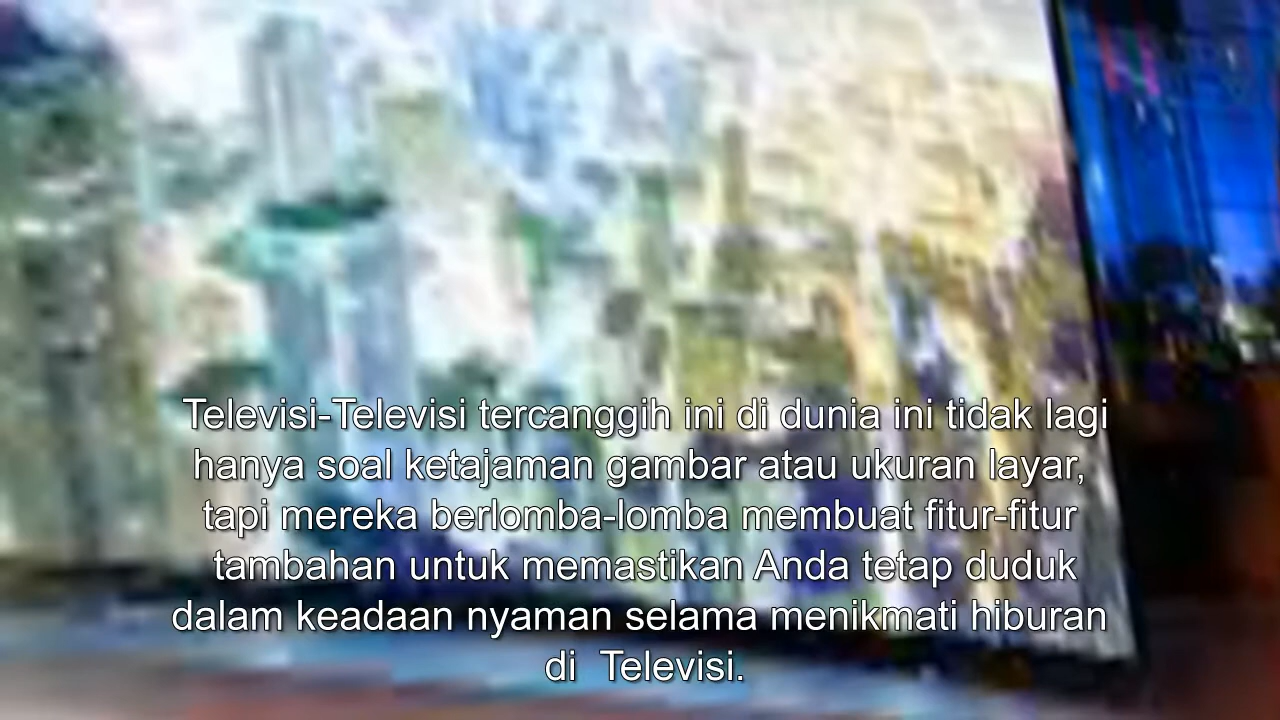 Televisi-Televisi tercanggih ini di dunia ini tidak lagi
hanya soal ketajaman gambar atau ukuran layar,
tapi mereka berlomba-lomba membuat fitur-fitur
tambahan untuk memastikan Anda tetap duduk
dalam keadaan nyaman selama menikmati hiburan
di  Televisi.